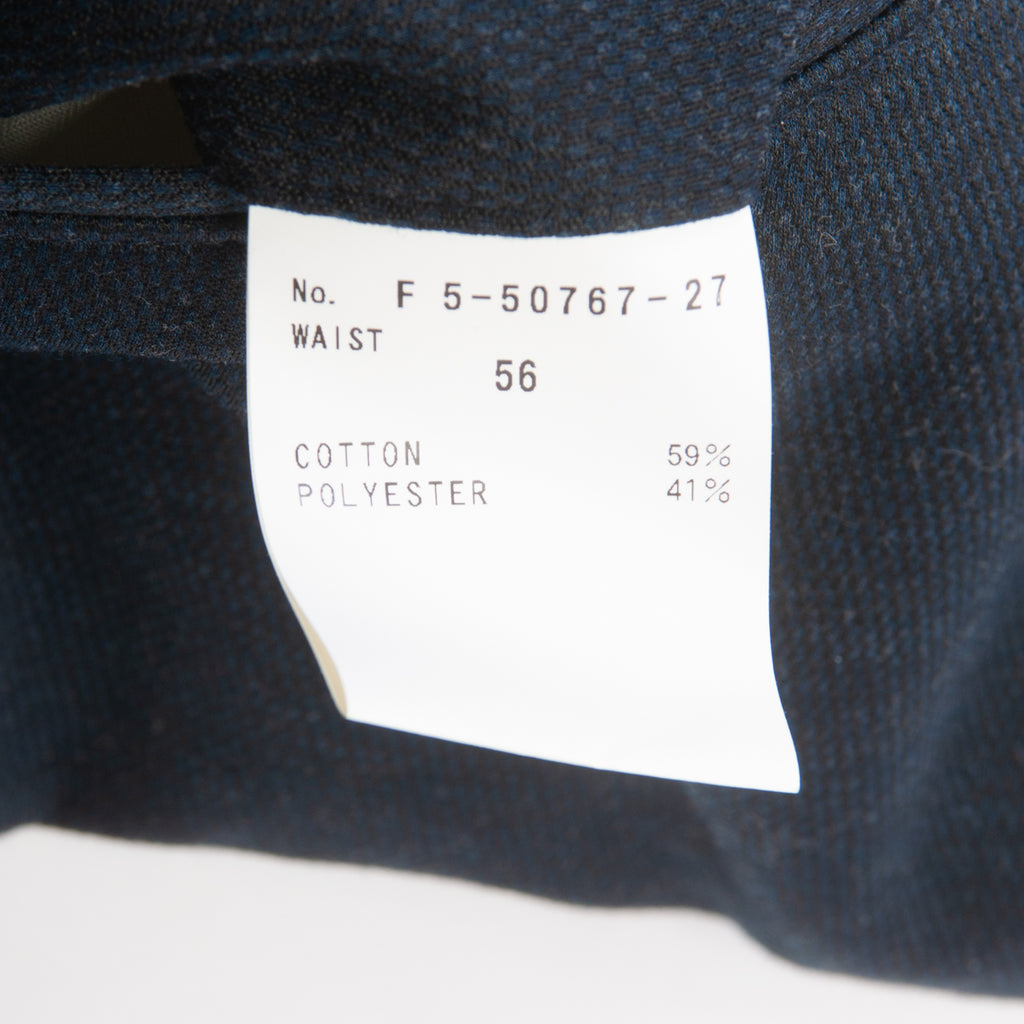 No. F 5-50767-27
WAIST
56
COTTON 59%
POLYESTER 41%